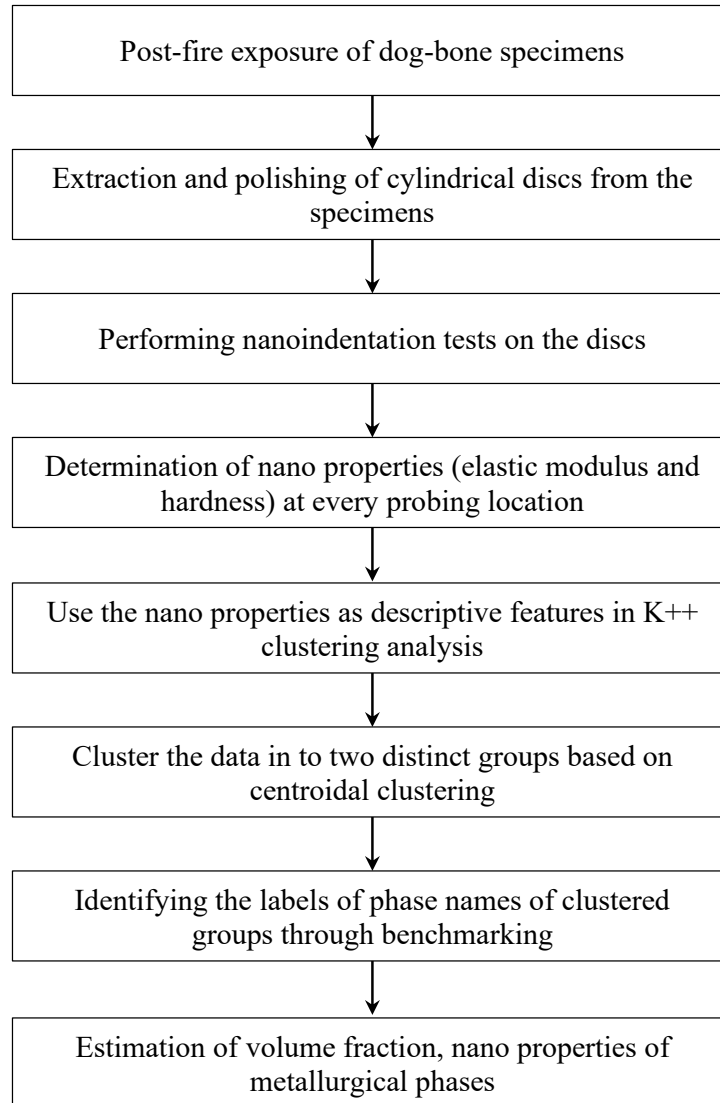 Post-fire exposure of dog-bone specimens
Extraction and polishing of cylindrical discs from the
specimens
Performing nanoindentation tests on the discs
Determination of nano properties (elastic modulus and
hardness) at every probing location
Use the nano properties as descriptive features in K++
clustering analysis
Cluster the data in to two distinct groups based on
centroidal clustering
Identifying the labels of phase names of clustered
groups through benchmarking
Estimation of volume fraction, nano properties of
metallurgical phases